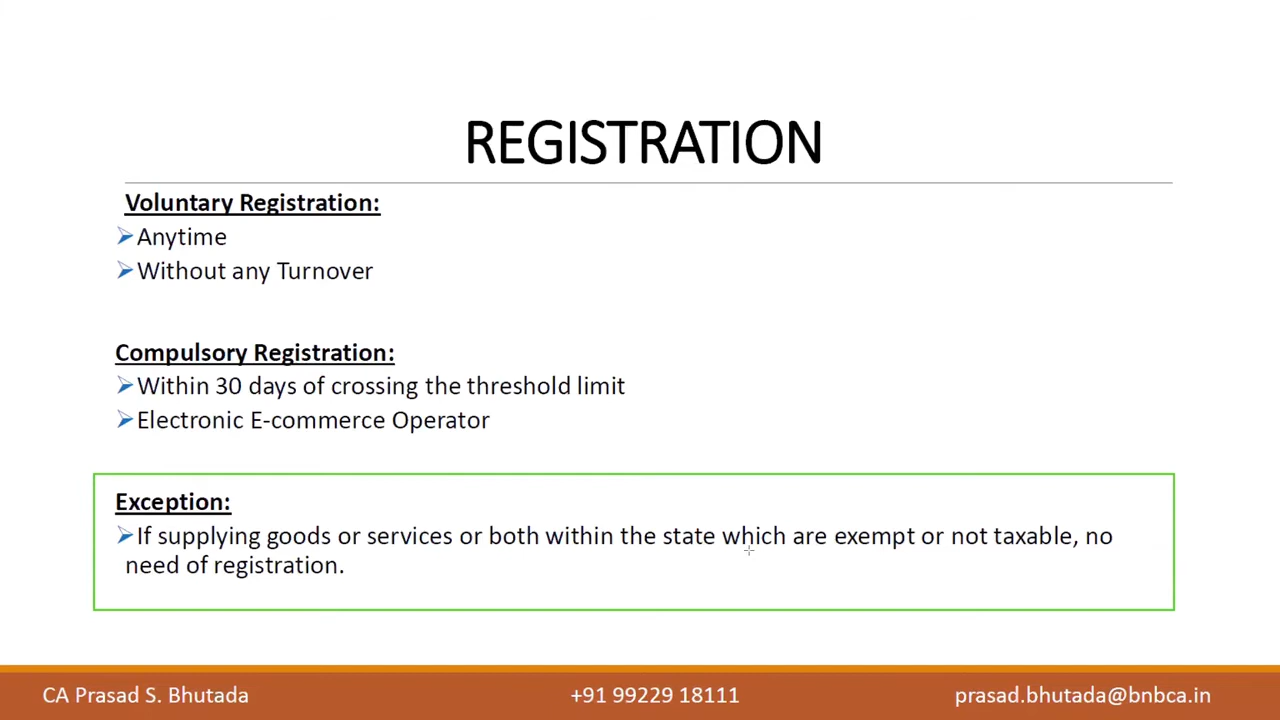 REGISTRATION
Voluntary Registration:
Anytime
Without any Turnover
Compulsory Registration:
Within 30 days of crossing the threshold limit
Electronic E-commerce Operator
Exception:
If supplying goods or services or both within the state which are exempt or not taxable, no
need of registration.
CA Prasad S. Bhutada
+91 99229 18111
prasad.bhutada@bnbca.in